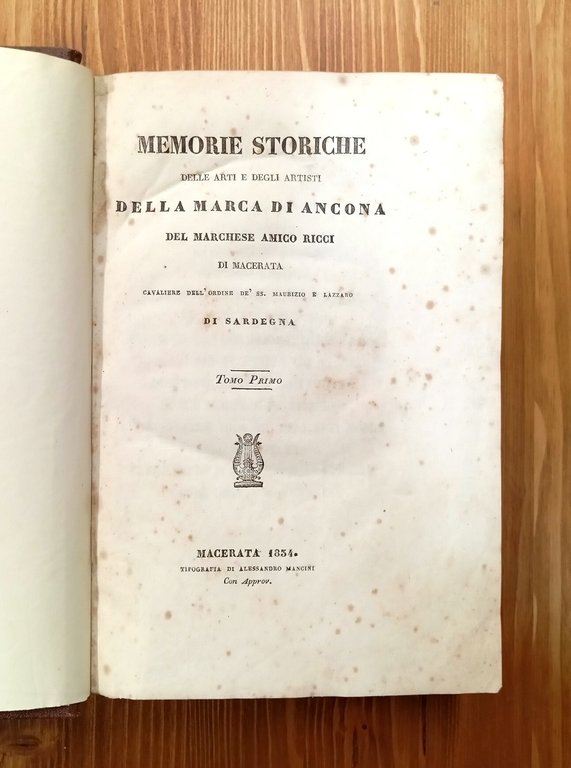 MEMORIE STORICHE
DELLE ARTI E DEGLI ARTISTI
DELLA MARCA DI ANCONA
DEL MARCHESE AMICO RICCI
DI MACERATA
CAVALIERE DELL'ORDINE DE' SS. MAURIZIO E LAZZARO
DI SARDEGNA
Tomo Primo
MACERATA 1834.
TIPOGRAFIA DI ALESSANDRO MANCINI
Con Approv.